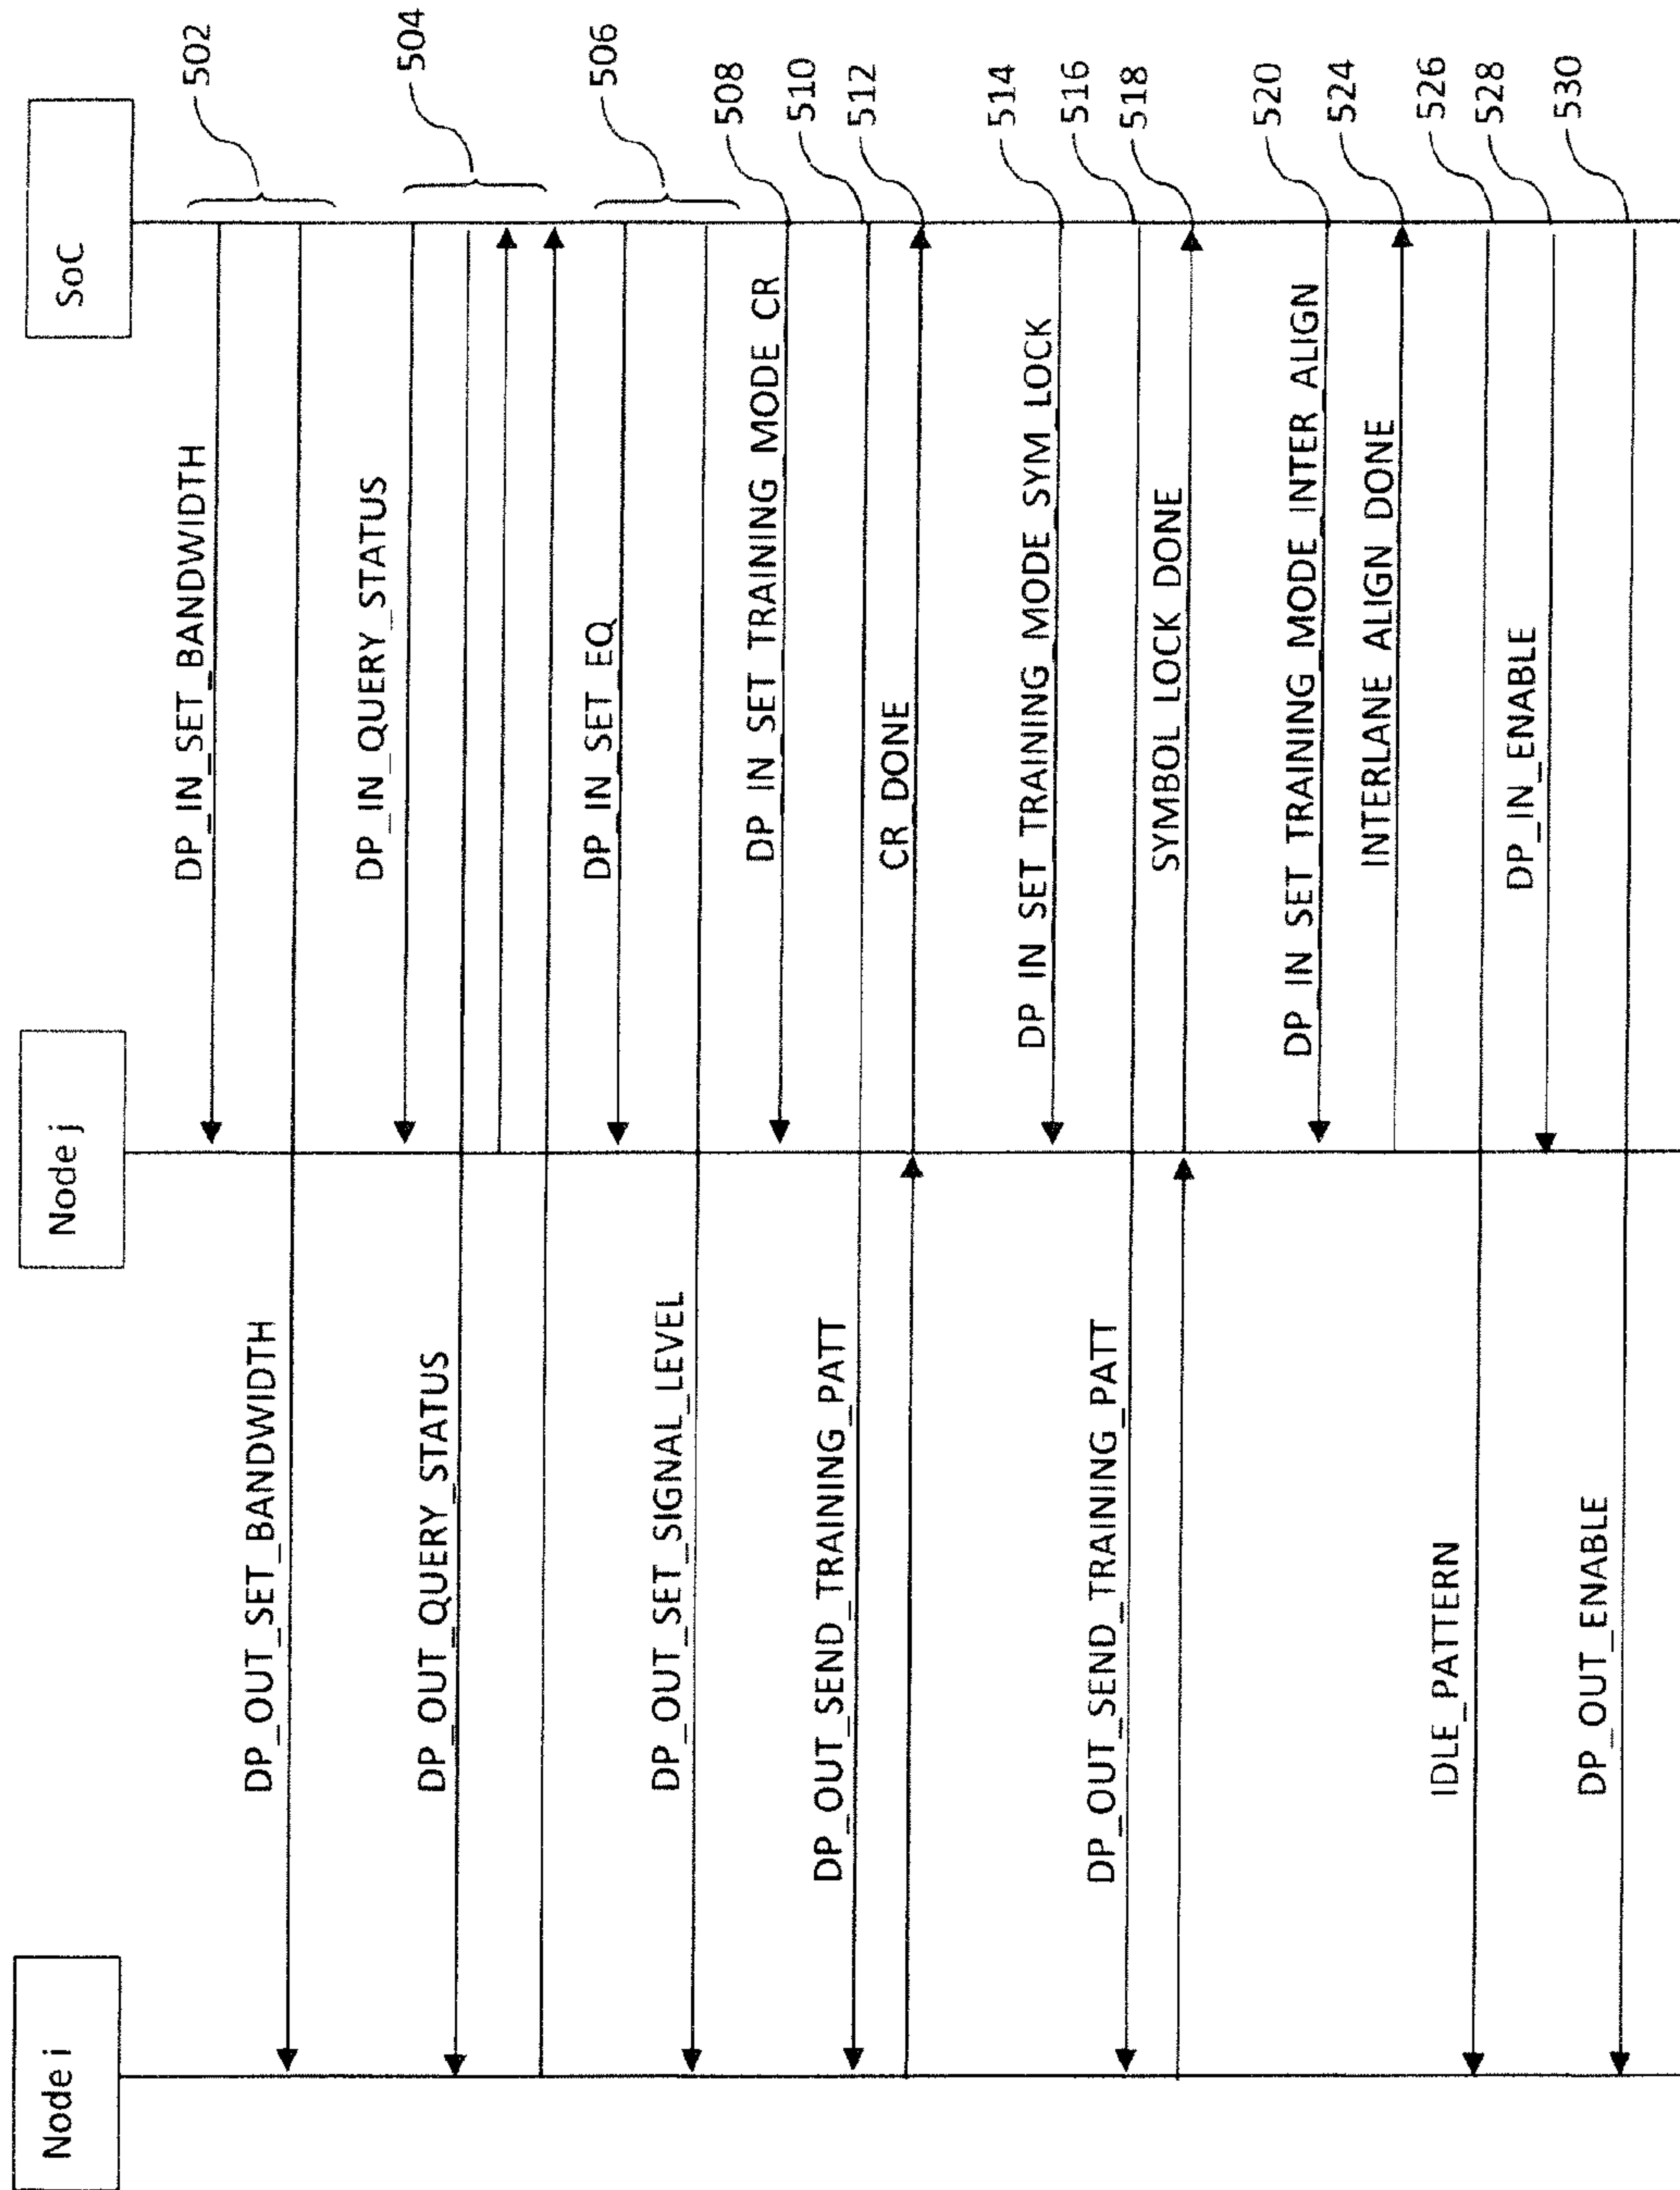 Node i
Node j
SoC
DP_IN_SET_BANDWIDTH
502
DP_OUT_SET_BANDWIDTH
DP_IN_QUERY_STATUS
504
DP_OUT_QUERY_STATUS
DP_IN_SET_EQ
506
DP_OUT_SET_SIGNAL_LEVEL
DP_IN_SET_TRAINING_MODE_CR
508
DP_OUT_SEND_TRAINING_PATT
510
CR_DONE
512
DP_IN_SET_TRAINING_MODE_SYM_LOCK
514
DP_OUT_SEND_TRAINING_PATT
516
SYMBOL_LOCK_DONE
518
DP_IN_SET_TRAINING_MODE_INTER_ALIGN
520
INTERLANE_ALIGN_DONE
524
IDLE_PATTERN
526
DP_IN_ENABLE
528
DP_OUT_ENABLE
530